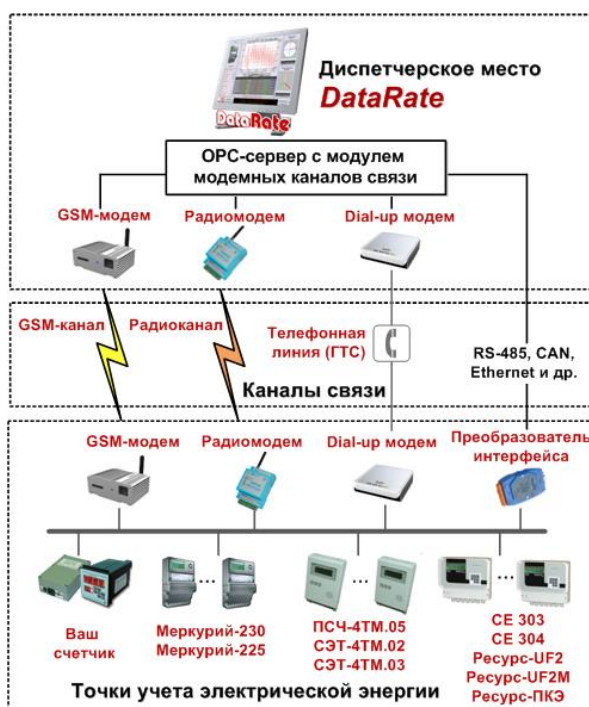 Диспетчерское место
DataRate
DataRate
OPC-сервер с модулем
модемных каналов связи
GSM-модем
Радиомодем
Dial-up модем
GSM-канал
Радиоканал
Телефонная
линия (ГТС)
RS-485, CAN,
Ethernet и др.
Каналы связи
GSM-модем
Радиомодем
Dial-up модем
Преобразователь
интерфейса
Ваш
счетчик
Меркурий-230
Меркурий-225
ПСЧ-4ТМ.05
СЭТ-4ТМ.02
СЭТ-4ТМ.03
СЕ 303
СЕ 304
Ресурс-UF2
Ресурс-UF2M
Ресурс-ПКЭ
Точки учета электрической энергии